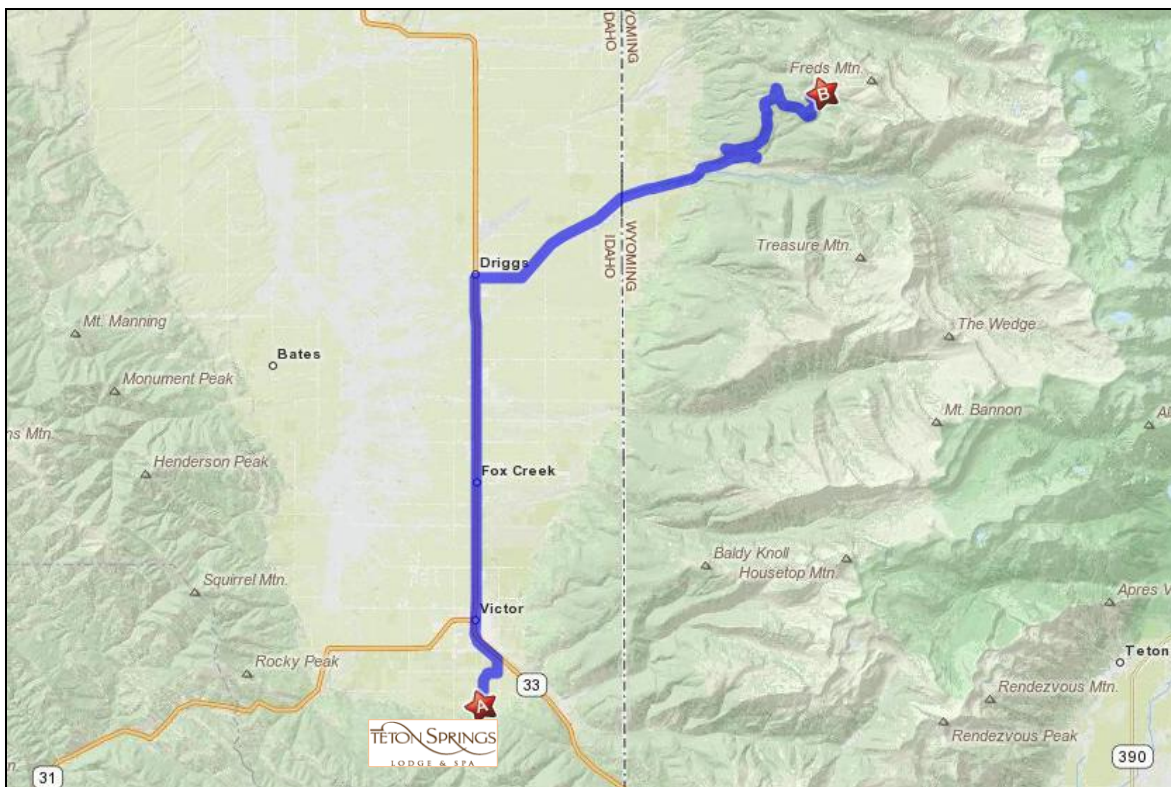 WYOMING
IDAHO
Freds Mtn.
B
WYOMING
IDAHO
Driggs
Treasure Mtn.
Mt. Manning
The Wedge
Bates
Monument Peak
Mt. Bannon
Al
ns Mtn.
Henderson Peak
Fox Creek
Baldy Knoll
Housetop Mtn.
Squirrel Mtn.
Apres V
Victor
Rocky Peak
Teton
33
Rendezvous Mtn.
A
Rendezvous Peak
TETON SPRINGS
LODGE & SPA
390
31
n.